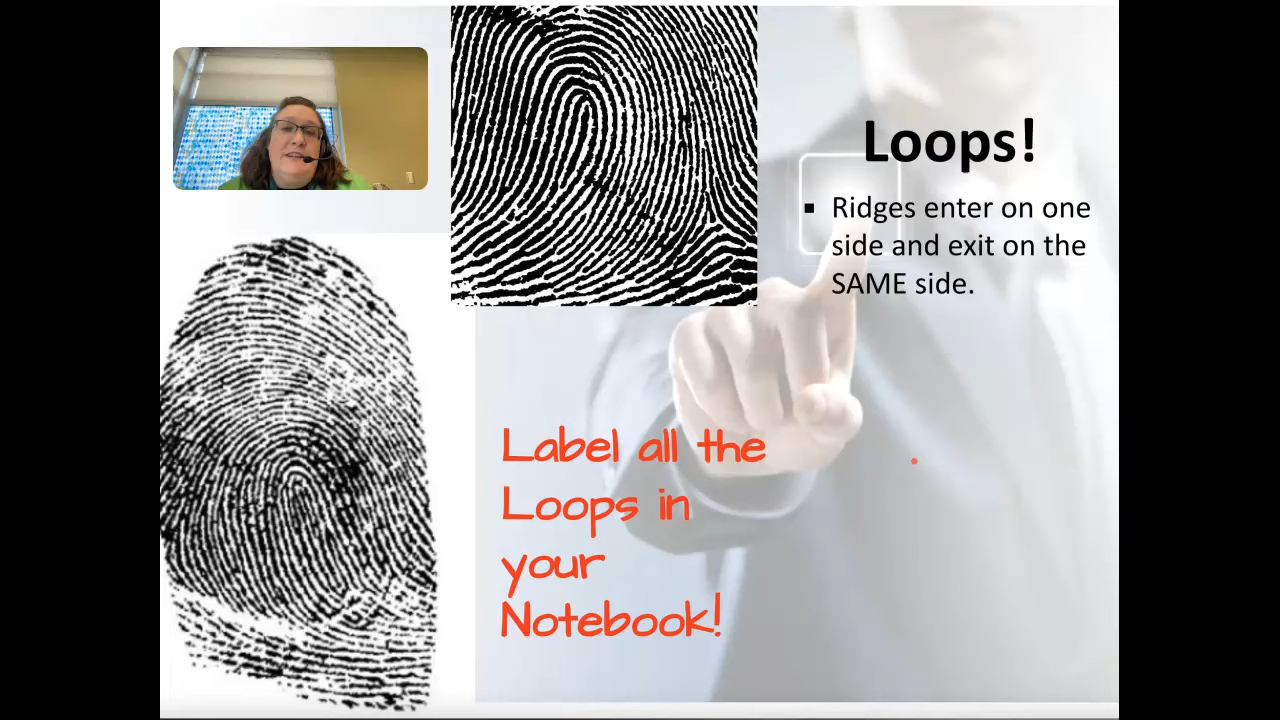 Loops!
▪ Ridges enter on one
side and exit on the
SAME side.
Label all the
Loops in
your
Notebook!